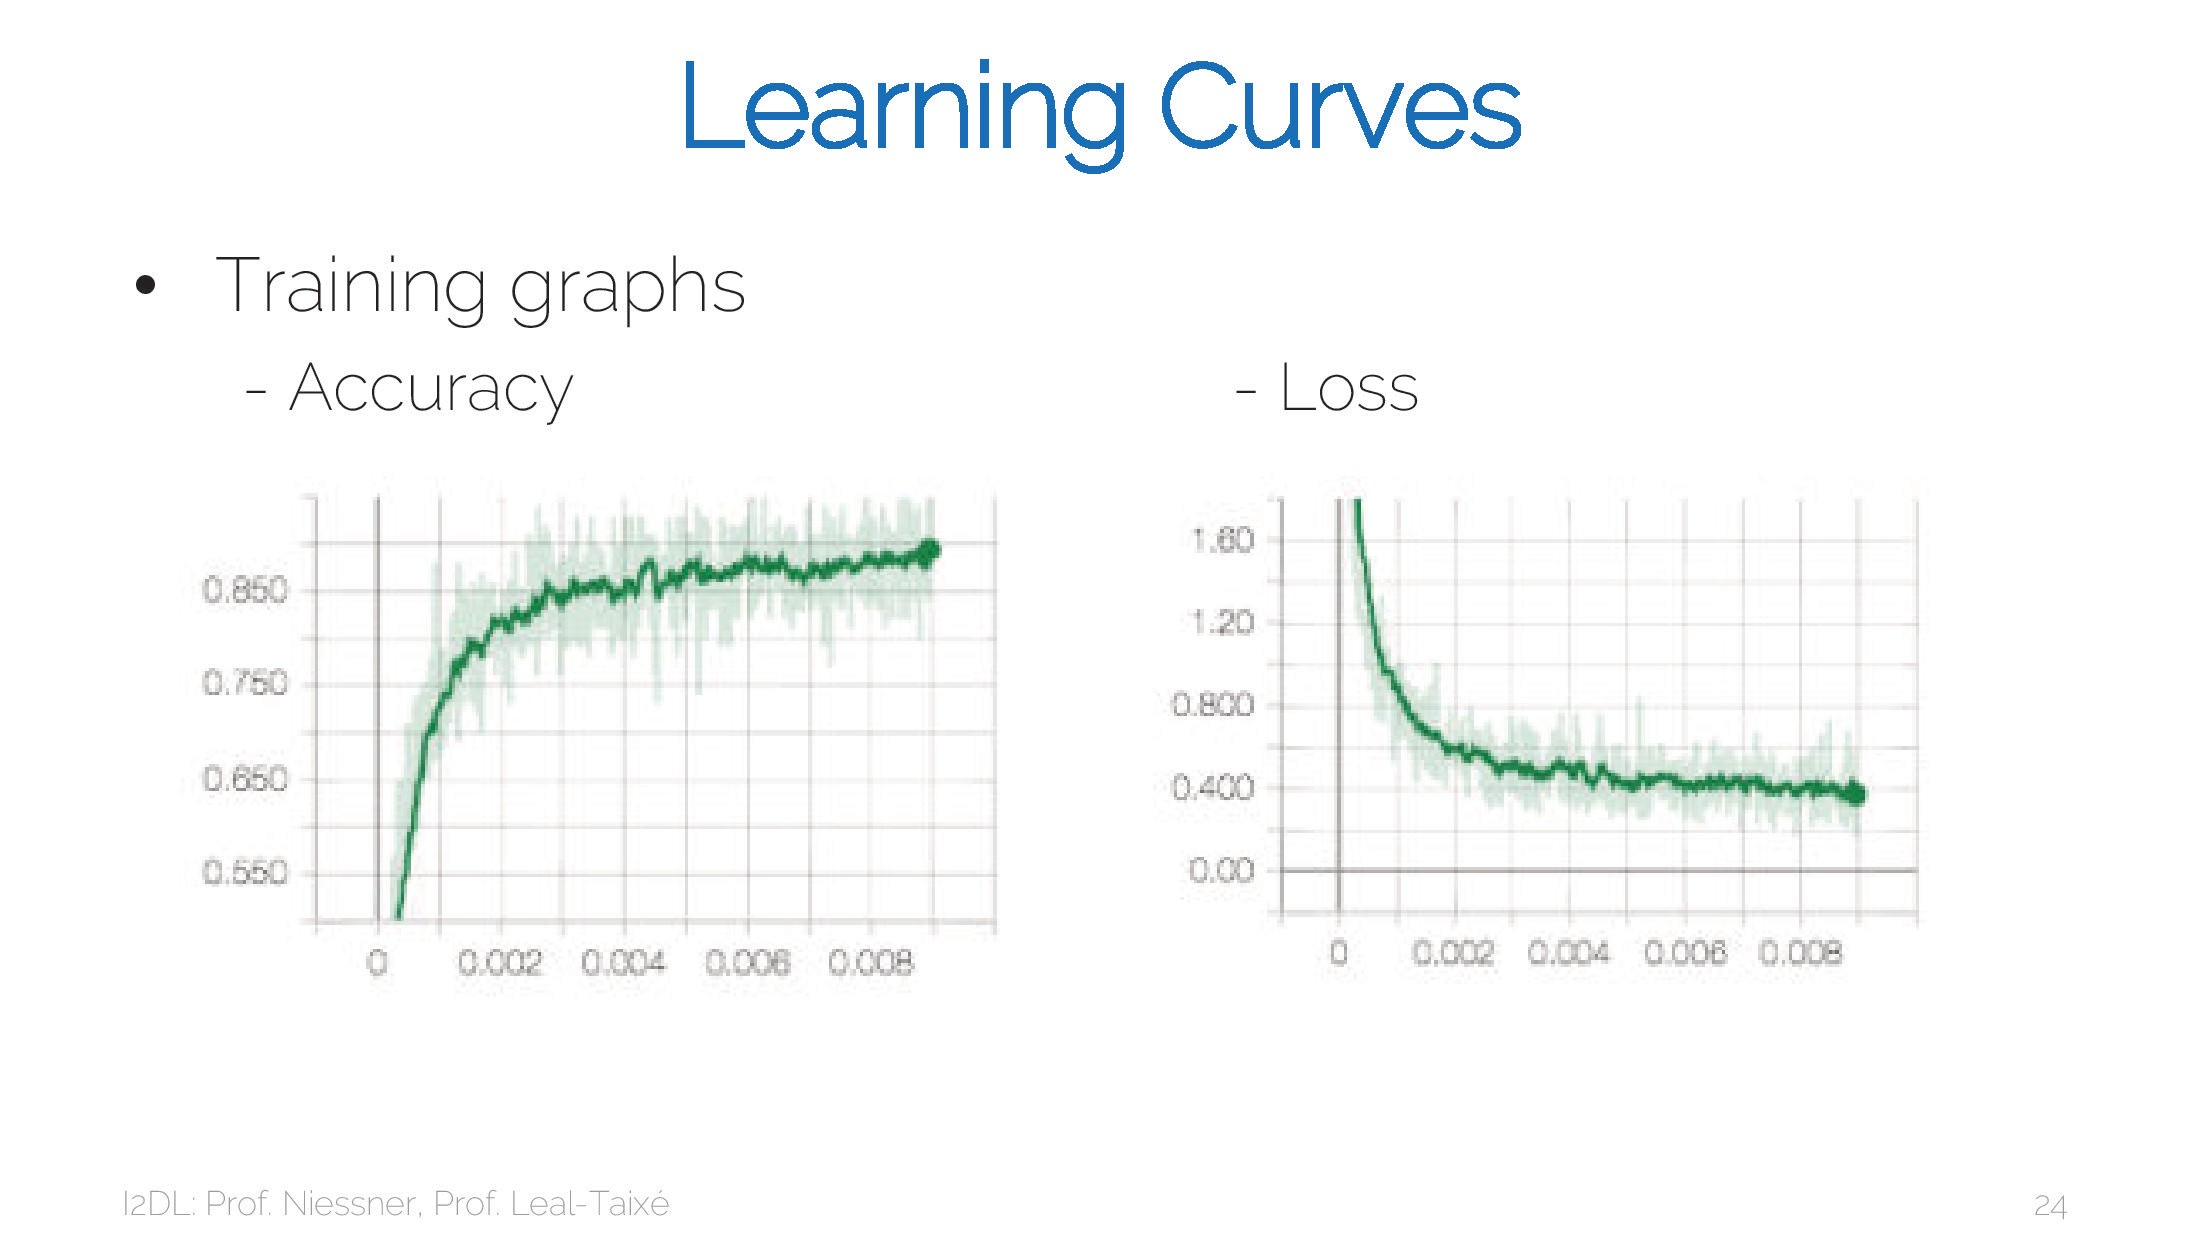 Learning Curves
• Training graphs
- Accuracy
- Loss
0.850
0.750
0.650
0.550
0 0.002 0.004 0.006 0.008
1.60
1.20
0.800
0.400
0.00
0 0.002 0.004 0.006 0.008
I2DL: Prof. Niessner, Prof. Leal-Taixé
24